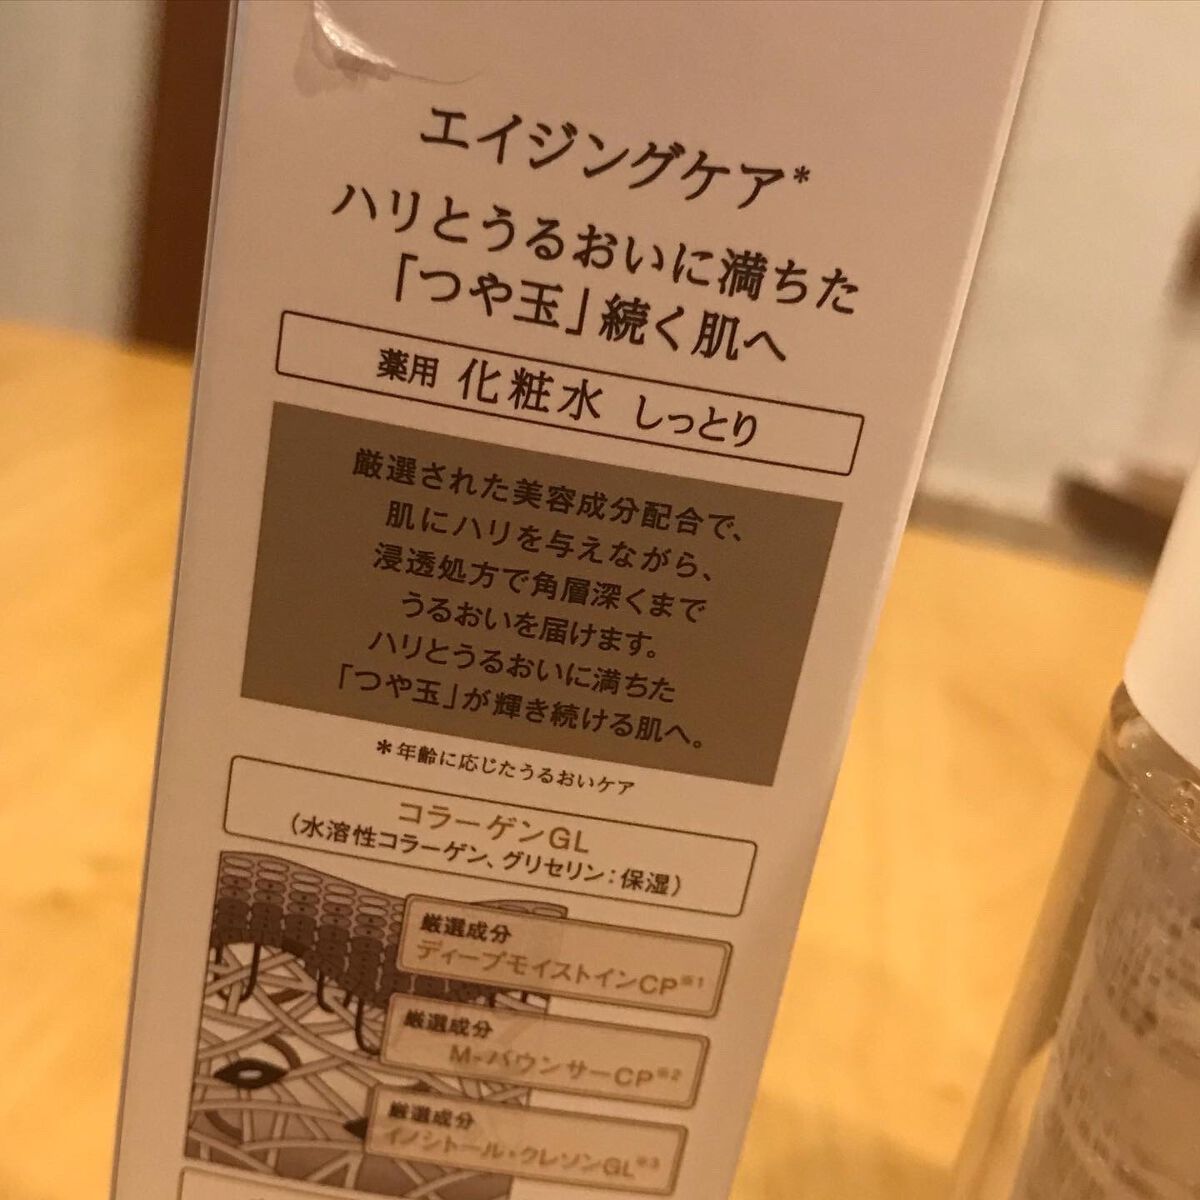 エイジングケア*
ハリとうるおいに満ちた
「つや玉」続く肌へ
薬用 化粧水 しっとり
厳選された美容成分配合で、
肌にハリを与えながら、
浸透処方で角層深くまで
うるおいを届けます。
ハリとうるおいに満ちた
「つや玉」が輝き続ける肌へ。
*年齢に応じたうるおいケア
コラーゲンGL
(水溶性コラーゲン、グリセリン:保湿)
厳選成分
ディープモイストインCP※1
厳選成分
M-バウンサーCP※2
厳選成分
イノシトール・クレソンGL※3